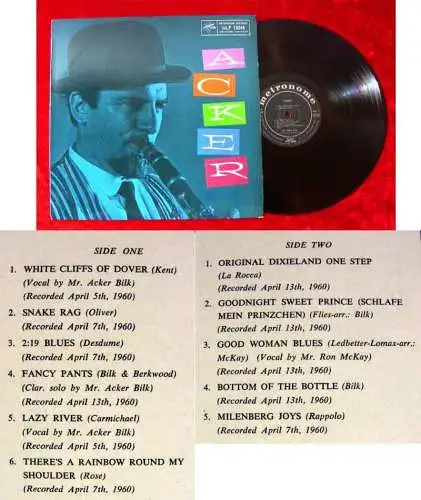 METRONOME
MLP 15046
A
C
K
E
R
metronome
SIDE ONE
1. WHITE CLIFFS OF DOVER (Kent)
(Vocal by Mr. Acker Bilk)
(Recorded April 5th, 1960)
2. SNAKE RAG (Oliver)
(Recorded April 7th, 1960)
3. 2:19 BLUES (Desdume)
(Recorded April 7th, 1960)
4. FANCY PANTS (Bilk & Berkwood)
(Clar. solo by Mr. Acker Bilk)
(Recorded April 13th, 1960)
5. LAZY RIVER (Carmichael)
(Vocal by Mr. Acker Bilk)
(Recorded April 5th, 1960)
6. THERE'S A RAINBOW ROUND MY
SHOULDER (Rose)
(Recorded April 7th, 1960)
SIDE TWO
1. ORIGINAL DIXIELAND ONE STEP
(La Rocca)
(Recorded April 13th, 1960)
2. GOODNIGHT SWEET PRINCE (SCHLAFE
MEIN PRINZCHEN) (Flies-arr.: Bilk)
(Recorded April 13th, 1960)
3. GOOD WOMAN BLUES (Ledbetter-Lomax-arr.:
McKay) (Vocal by Mr. Ron McKay)
(Recorded April 13th, 1960)
4. BOTTOM OF THE BOTTLE (Bilk)
(Recorded April 13th, 1960)
5. MILENBERG JOYS (Rappolo)
(Recorded April 7th, 1960)